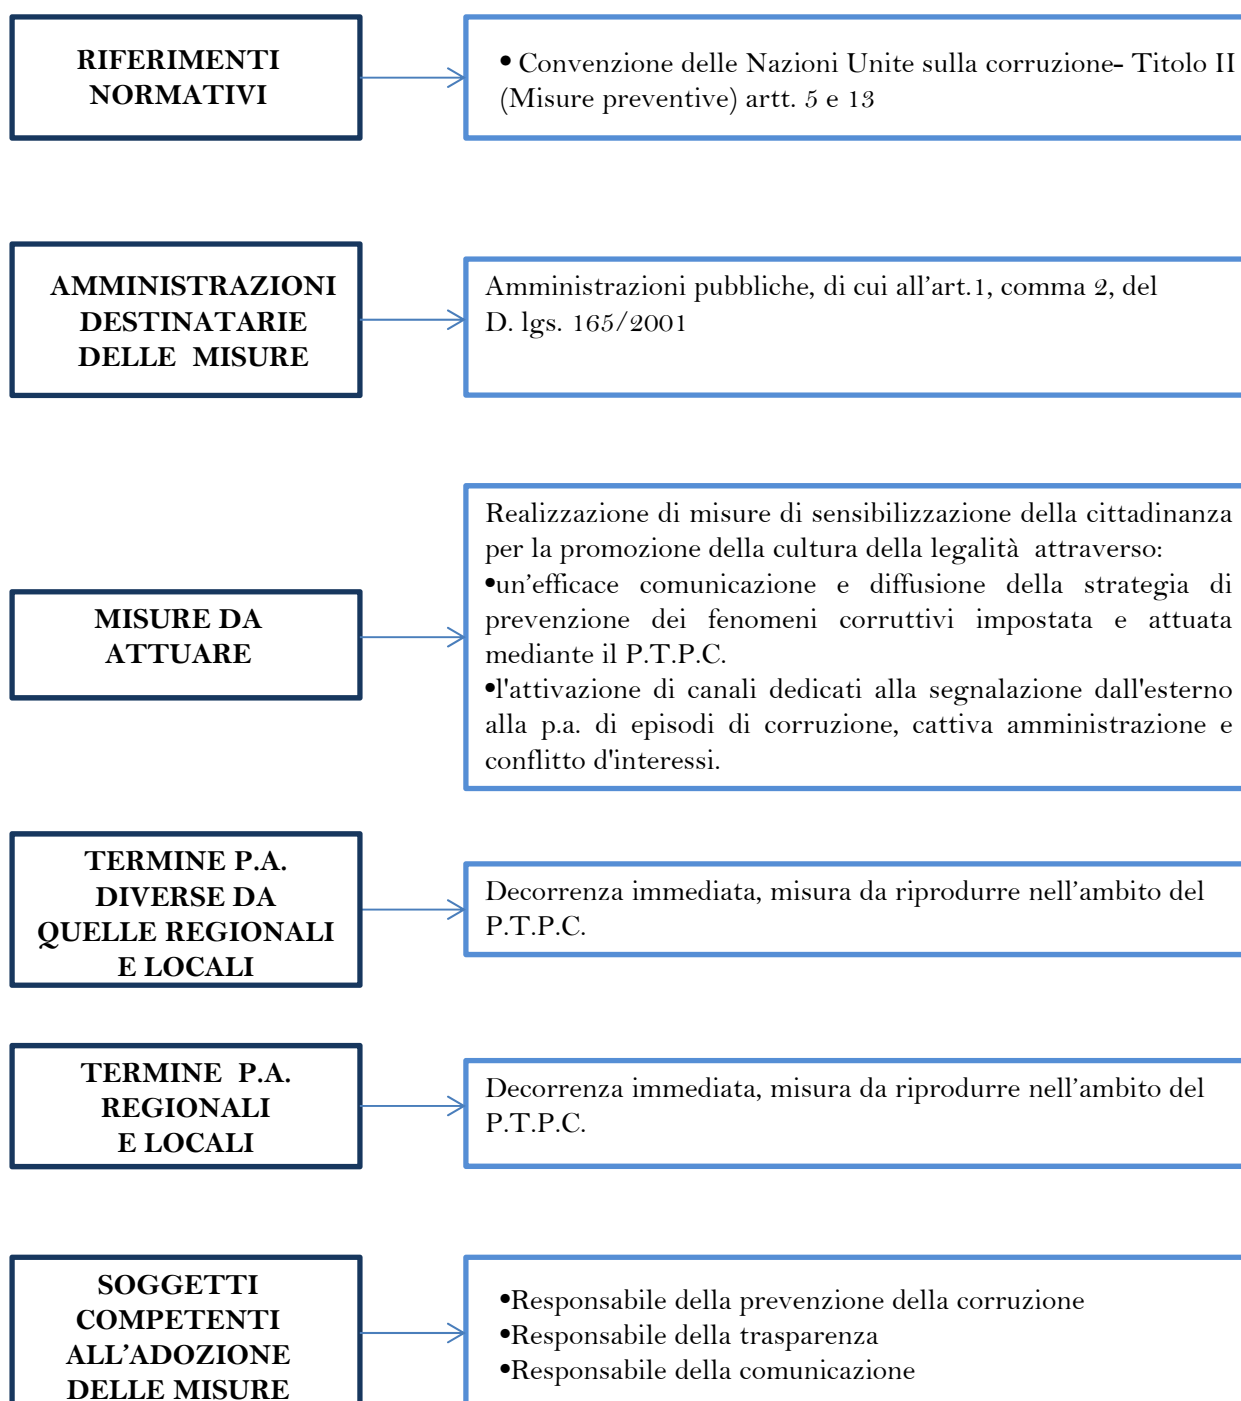 RIFERIMENTI
NORMATIVI
• Convenzione delle Nazioni Unite sulla corruzione- Titolo II
(Misure preventive) artt. 5 e 13
AMMINISTRAZIONI
DESTINATARIE
DELLE MISURE
Amministrazioni pubbliche, di cui all’art.1, comma 2, del
D. lgs. 165/2001
MISURE DA
ATTUARE
Realizzazione di misure di sensibilizzazione della cittadinanza
per la promozione della cultura della legalità attraverso:
•un’efficace comunicazione e diffusione della strategia di
prevenzione dei fenomeni corruttivi impostata e attuata
mediante il P.T.P.C.
•l'attivazione di canali dedicati alla segnalazione dall'esterno
alla p.a. di episodi di corruzione, cattiva amministrazione e
conflitto d'interessi.
TERMINE P.A.
DIVERSE DA
QUELLE REGIONALI
E LOCALI
Decorrenza immediata, misura da riprodurre nell’ambito del
P.T.P.C.
TERMINE P.A.
REGIONALI
E LOCALI
Decorrenza immediata, misura da riprodurre nell’ambito del
P.T.P.C.
SOGGETTI
COMPETENTI
ALL’ADOZIONE
DELLE MISURE
•Responsabile della prevenzione della corruzione
•Responsabile della trasparenza
•Responsabile della comunicazione